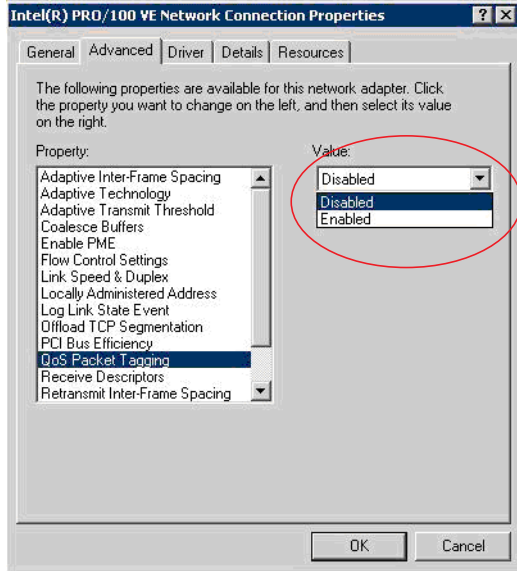 Intel(R) PRO/100 VE Network Connection Properties
General Advanced Driver Details Resources
The following properties are available for this network adapter. Click
the property you want to change on the left, and then select its value
on the right.
Property:
Value:
Adaptive Inter-Frame Spacing
Adaptive Technology
Adaptive Transmit Threshold
Coalesce Buffers
Enable PME
Flow Control Settings
Link Speed & Duplex
Locally Administered Address
Log Link State Event
Offload TCP Segmentation
PCI Bus Efficiency
QoS Packet Tagging
Receive Descriptors
Retransmit Inter-Frame Spacing
Disabled
Disabled
Enabled
OK Cancel